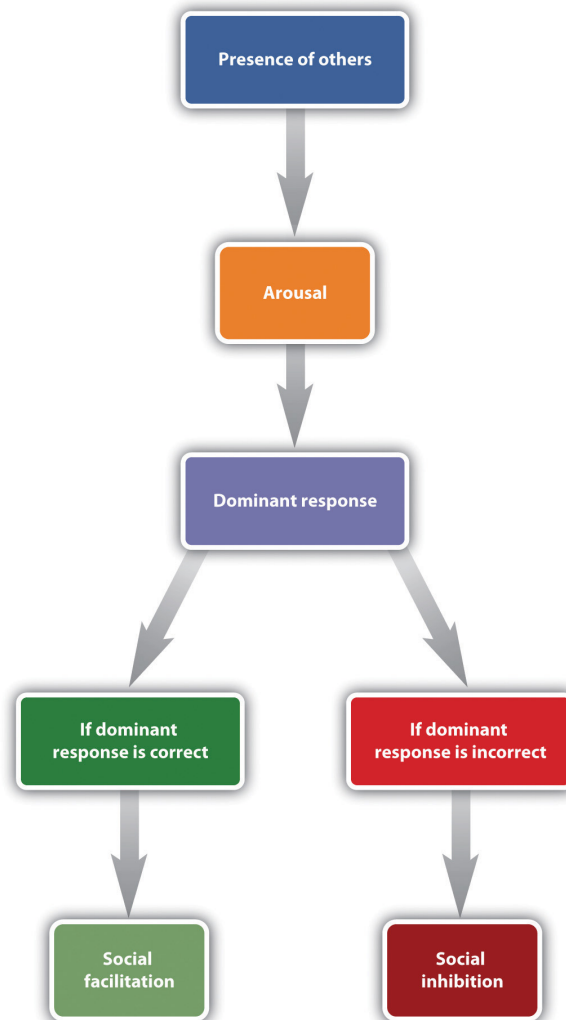 Presence of others
Arousal
Dominant response
If dominant
response is correct
If dominant
response is incorrect
Social
facilitation
Social
inhibition